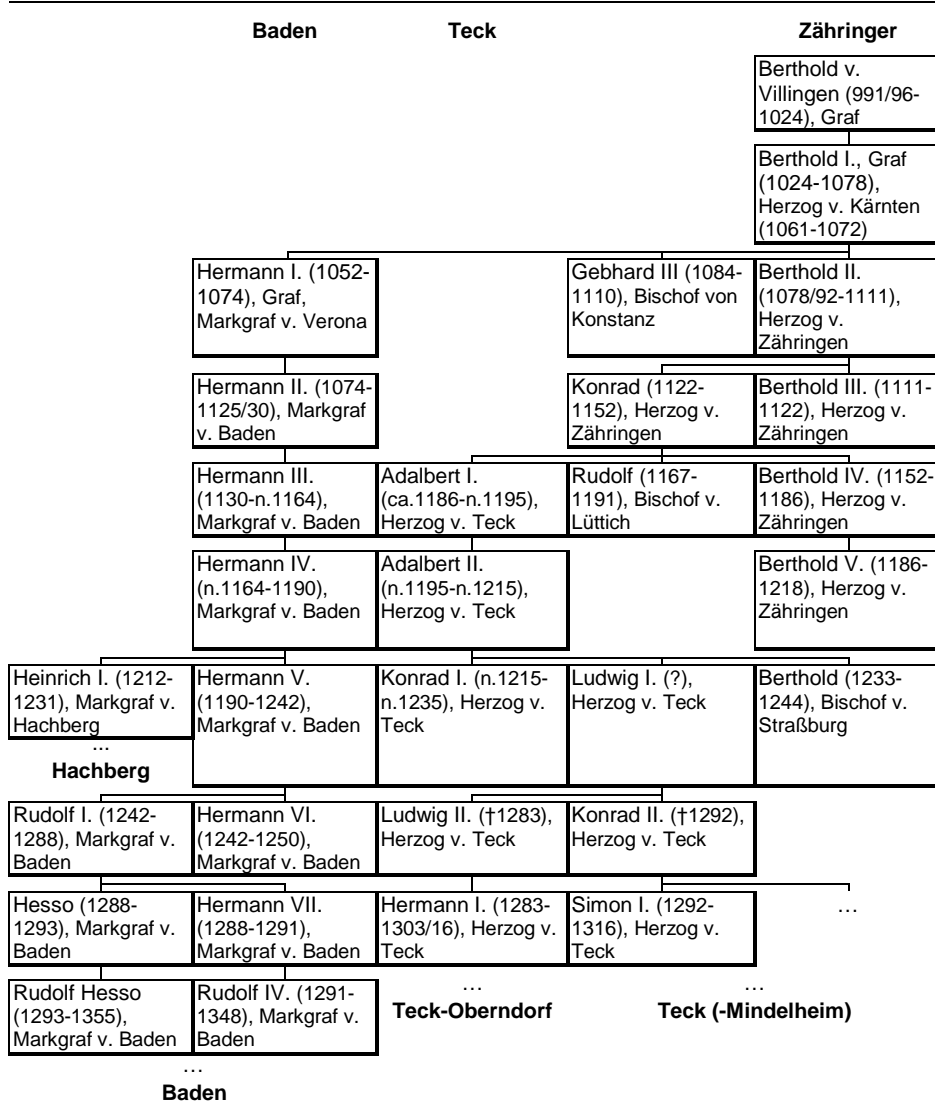 Baden
Teck
Zähringer
Berthold v.
Villingen (991/96-
1024), Graf
Berthold I., Graf
(1024-1078),
Herzog v. Kärnten
(1061-1072)
Hermann I. (1052-
1074), Graf,
Markgraf v. Verona
Gebhard III (1084-
1110), Bischof von
Konstanz
Berthold II.
(1078/92-1111),
Herzog v.
Zähringen
Hermann II. (1074-
1125/30), Markgraf
v. Baden
Konrad (1122-
1152), Herzog v.
Zähringen
Berthold III. (1111-
1122), Herzog v.
Zähringen
Hermann III.
(1130-n.1164),
Markgraf v. Baden
Adalbert I.
(ca.1186-n.1195),
Herzog v. Teck
Rudolf (1167-
1191), Bischof v.
Lüttich
Berthold IV. (1152-
1186), Herzog v.
Zähringen
Hermann IV.
(n.1164-1190),
Markgraf v. Baden
Adalbert II.
(n.1195-n.1215),
Herzog v. Teck
Berthold V. (1186-
1218), Herzog v.
Zähringen
Heinrich I. (1212-
1231), Markgraf v.
Hachberg
...
Hachberg
Hermann V.
(1190-1242),
Markgraf v. Baden
Konrad I. (n.1215-
n.1235), Herzog v.
Teck
Ludwig I. (?),
Herzog v. Teck
Berthold (1233-
1244), Bischof v.
Straßburg
Rudolf I. (1242-
1288), Markgraf v.
Baden
Hermann VI.
(1242-1250),
Markgraf v. Baden
Ludwig II. (†1283),
Herzog v. Teck
Konrad II. (†1292),
Herzog v. Teck
Hesso (1288-
1293), Markgraf v.
Baden
Hermann VII.
(1288-1291),
Markgraf v. Baden
Hermann I. (1283-
1303/16), Herzog v.
Teck
Simon I. (1292-
1316), Herzog v.
Teck
...
Rudolf Hesso
(1293-1355),
Markgraf v. Baden
Rudolf IV. (1291-
1348), Markgraf v.
Baden
...
Teck-Oberndorf
...
Teck (-Mindelheim)
...
Baden